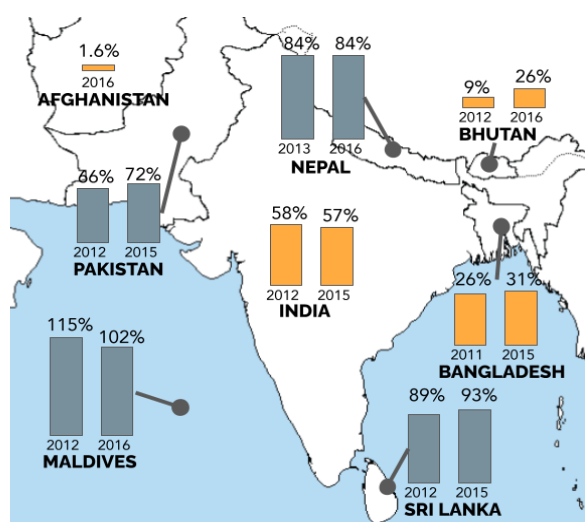 1.6%
2016
AFGHANISTAN
84% 84%
2013 2016
NEPAL
9% 26%
2012 2016
BHUTAN
66% 72%
2012 2015
PAKISTAN
58% 57%
2012 2015
INDIA
26% 31%
2011 2015
BANGLADESH
115% 102%
2012 2016
MALDIVES
89% 93%
2012 2015
SRI LANKA